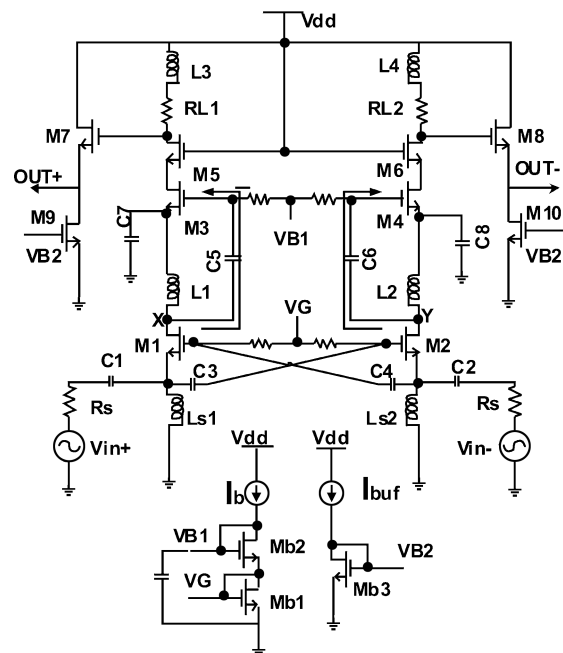 Vdd
L3
L4
RL1
RL2
M7
M8
M5
M6
OUT+
OUT-
M9
M3
M4
M10
VB2
C7
VB1
C8
VB2
C5
C6
L1
VG
L2
X
Y
M1
M2
C1
C3
C4
C2
Rs
Ls1
Ls2
Rs
Vin+
Vin-
Vdd
Vdd
Ib
Ibuf
VB1
Mb2
VB2
VG
Mb1
Mb3